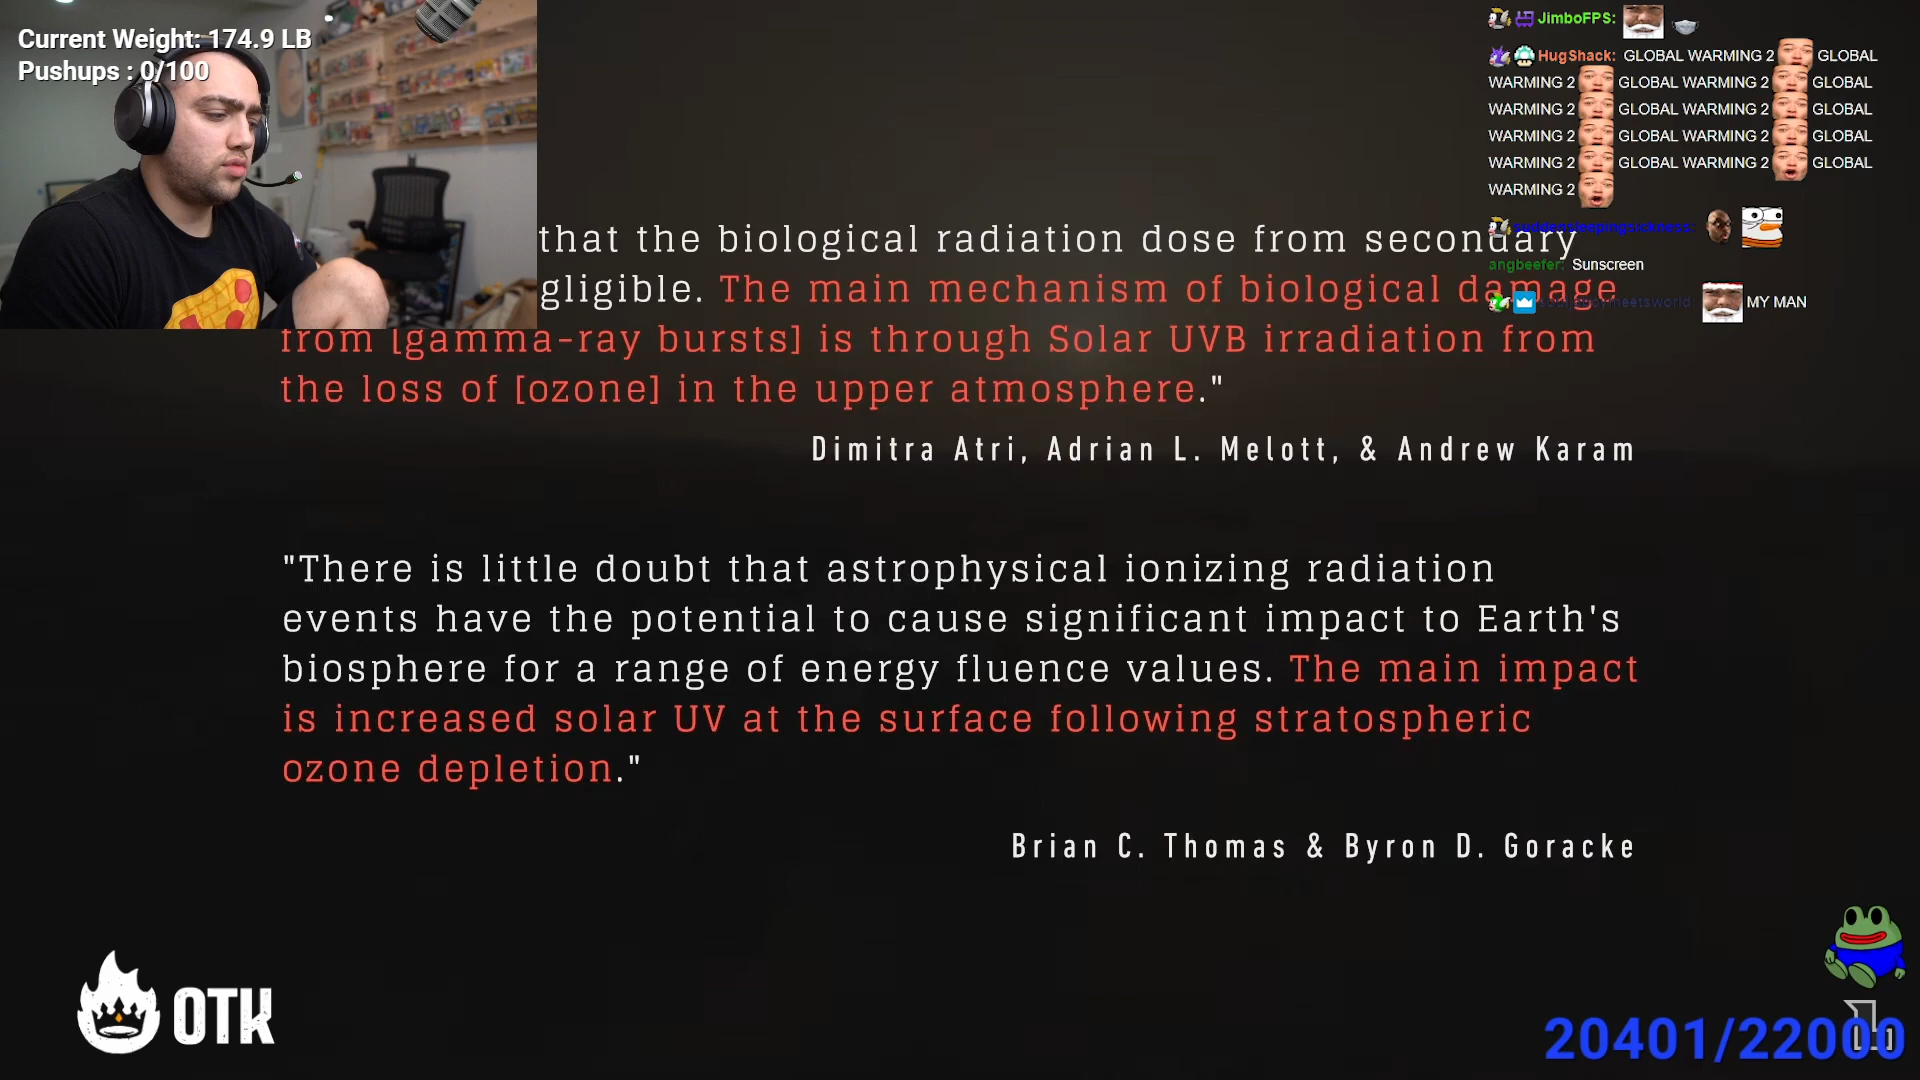 Current Weight: 174.9 LB
Pushups : 0/100
JimboFPS:
HugShack: GLOBAL WARMING 2 GLOBAL
WARMING 2 GLOBAL WARMING 2 GLOBAL
WARMING 2 GLOBAL WARMING 2 GLOBAL
WARMING 2 GLOBAL WARMING 2 GLOBAL
WARMING 2 GLOBAL WARMING 2 GLOBAL
WARMING 2
suddensleepingsickness:
angbeefer: Sunscreen
MY MAN
that the biological radiation dose from secondary
gligible. The main mechanism of biological damage
from [gamma-ray bursts] is through Solar UVB irradiation from
the loss of [ozone] in the upper atmosphere."
Dimitra Atri, Adrian L. Melott, & Andrew Karam
"There is little doubt that astrophysical ionizing radiation
events have the potential to cause significant impact to Earth's
biosphere for a range of energy fluence values. The main impact
is increased solar UV at the surface following stratospheric
ozone depletion."
Brian C. Thomas & Byron D. Goracke
OTK
20401/22000